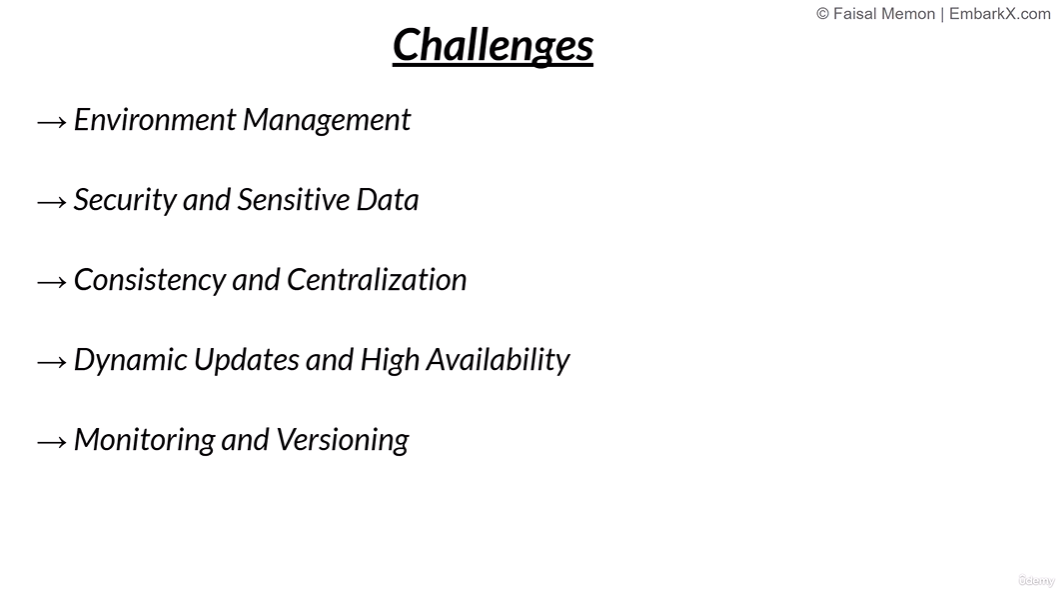 © Faisal Memon | EmbarkX.com
Challenges
→ Environment Management
→ Security and Sensitive Data
→ Consistency and Centralization
→ Dynamic Updates and High Availability
→ Monitoring and Versioning
ûdemy